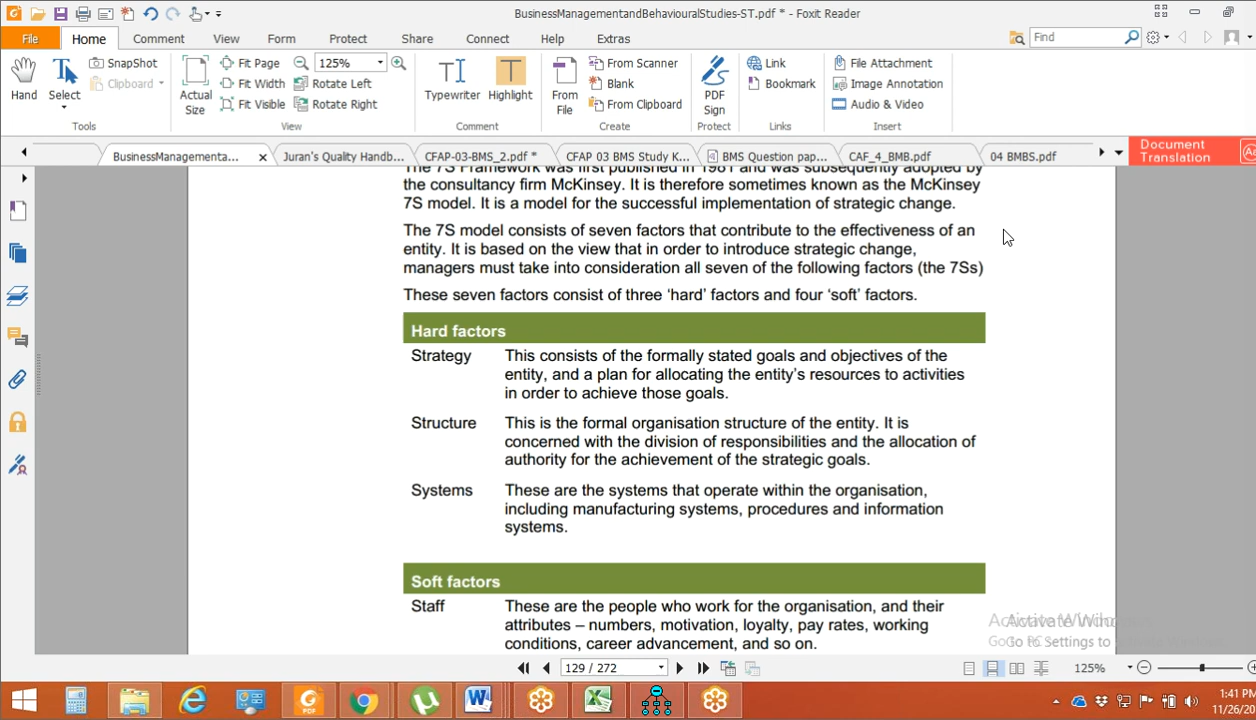 BusinessManagementandBehaviouralStudies-ST.pdf * - Foxit Reader
File Home Comment View Form Protect Share Connect Help Extras Find
Hand
Select
SnapShot
Clipboard
Tools
Actual Size
Fit Page
Fit Width
Fit Visible
125%
Rotate Left
Rotate Right
View
Typewriter
Highlight
Comment
From File
From Scanner
Blank
From Clipboard
Create
PDF Sign
Protect
Link
Bookmark
Links
File Attachment
Image Annotation
Audio & Video
Insert
BusinessManagementa... Juran's Quality Handb... CFAP-03-BMS_2.pdf * CFAP 03 BMS Study K... BMS Question pap... CAF_4_BMB.pdf 04 BMBS.pdf
Document
Translation
The 7S Framework was first published in 1981 and was subsequently adopted by
the consultancy firm McKinsey. It is therefore sometimes known as the McKinsey
7S model. It is a model for the successful implementation of strategic change.
The 7S model consists of seven factors that contribute to the effectiveness of an
entity. It is based on the view that in order to introduce strategic change,
managers must take into consideration all seven of the following factors (the 7Ss)
These seven factors consist of three ‘hard’ factors and four ‘soft’ factors.
Hard factors
Strategy This consists of the formally stated goals and objectives of the
entity, and a plan for allocating the entity’s resources to activities
in order to achieve those goals.
Structure This is the formal organisation structure of the entity. It is
concerned with the division of responsibilities and the allocation of
authority for the achievement of the strategic goals.
Systems These are the systems that operate within the organisation,
including manufacturing systems, procedures and information
systems.
Soft factors
Staff These are the people who work for the organisation, and their
attributes – numbers, motivation, loyalty, pay rates, working
conditions, career advancement, and so on.
129 / 272
125%
1:41 PM